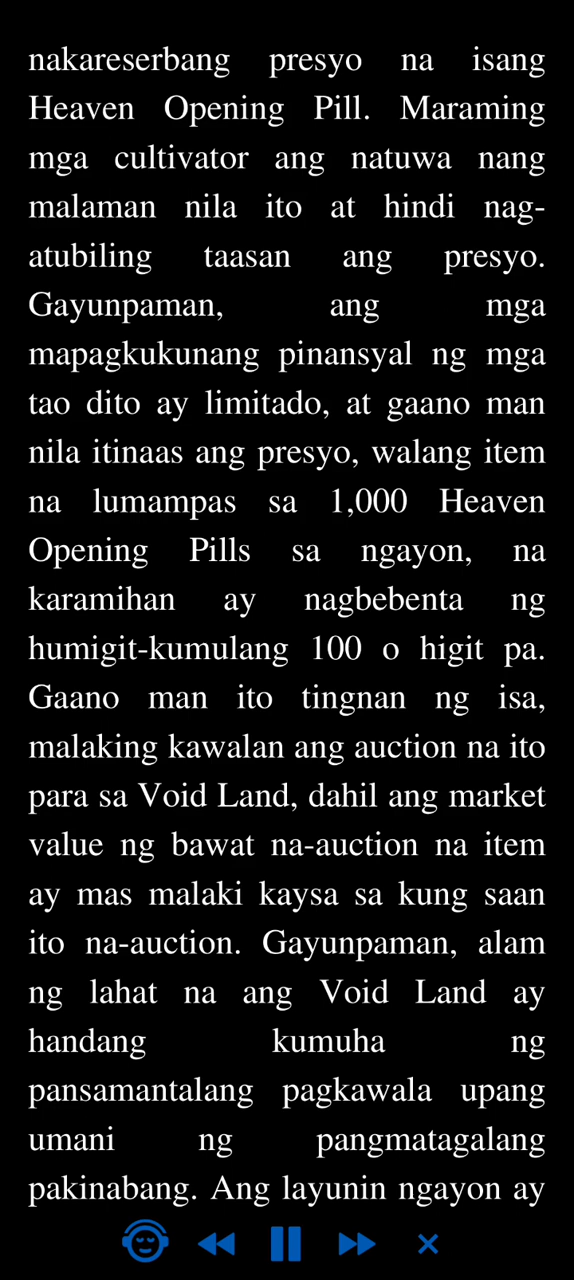 nakareserbang presyo na isang
Heaven Opening Pill. Maraming
mga cultivator ang natuwa nang
malaman nila ito at hindi nag-
atubiling taasan ang presyo.
Gayunpaman, ang mga
mapagkukunang pinansyal ng mga
tao dito ay limitado, at gaano man
nila itinaas ang presyo, walang item
na lumampas sa 1,000 Heaven
Opening Pills sa ngayon, na
karamihan ay nagbebenta ng
humigit-kumulang 100 o higit pa.
Gaano man ito tingnan ng isa,
malaking kawalan ang auction na ito
para sa Void Land, dahil ang market
value ng bawat na-auction na item
ay mas malaki kaysa sa kung saan
ito na-auction. Gayunpaman, alam
ng lahat na ang Void Land ay
handang kumuha ng
pansamantalang pagkawala upang
umani ng pangmatagalang
pakinabang. Ang layunin ngayon ay